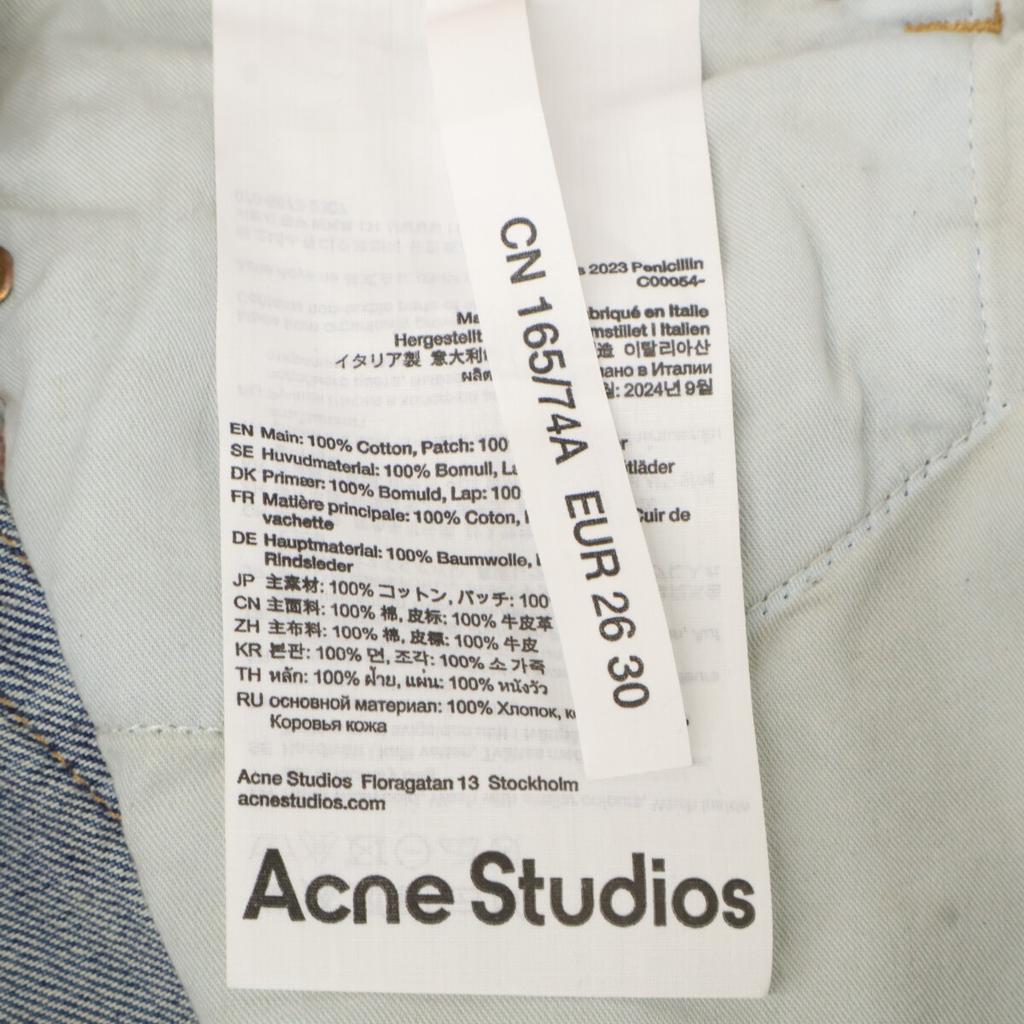 s 2023 Penicillin
C00054-
Ma briqué en Italie
Hergestellt mstillet i Italien
イタリア製 意大利 造 이탈리아산
ผลิต лано в Италии
월: 2024년 9월
EN Main: 100% Cotton, Patch: 100 r
SE Huvudmaterial: 100% Bomull, La tläder
DK Primær: 100% Bomuld, Lap: 100
FR Matière principale: 100% Coton, Cuir de
vachette
DE Hauptmaterial: 100% Baumwolle,
Rindsleder
JP 主素材: 100% コットン, パッチ: 100
CN 主面料: 100% 棉, 皮标: 100% 牛皮革
ZH 主布料: 100% 棉, 皮標: 100% 牛皮
KR 본판: 100% 면, 조각: 100% 소 가죽
TH หลัก: 100% ฝ้าย, แผ่น: 100% หนังวัว
RU основной материал: 100% Хлопок,
Коровья кожа
Acne Studios Floragatan 13 Stockholm
acnestudios.com
Acne Studios
CN 165/74A EUR 26 30